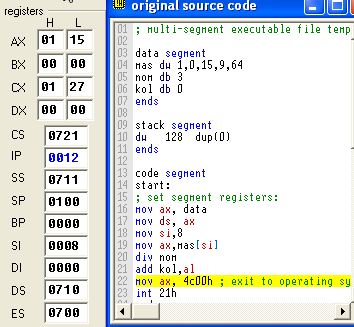 original source code
registers
H L
AX 01 15
BX 00 00
CX 01 27
DX 00 00
CS 0721
IP 0012
SS 0711
SP 0100
BP 0000
SI 0008
DI 0000
DS 0710
ES 0700
01 ; multi-segment executable file temp
02
03 data segment
04 mas dw 1,0,15,9,64
05 nom db 3
06 kol db 0
07 ends
08
09 stack segment
10 dw 128 dup(0)
11 ends
12
13 code segment
14 start:
15 ; set segment registers:
16 mov ax, data
17 mov ds, ax
18 mov si,8
19 mov ax,mas[si]
20 div nom
21 add kol,al
22 mov ax, 4c00h ; exit to operating sy
23 int 21h